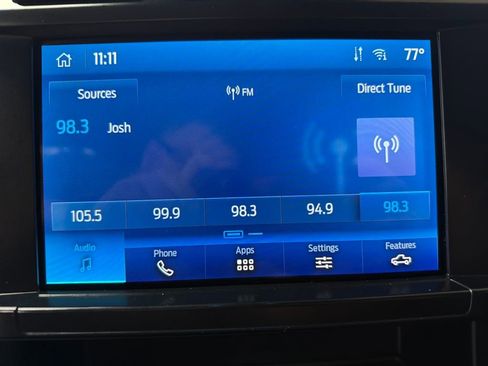 11:11 77°
Sources FM Direct Tune
98.3 Josh
105.5 99.9 98.3 94.9 98.3
Audio Phone Apps Settings Features